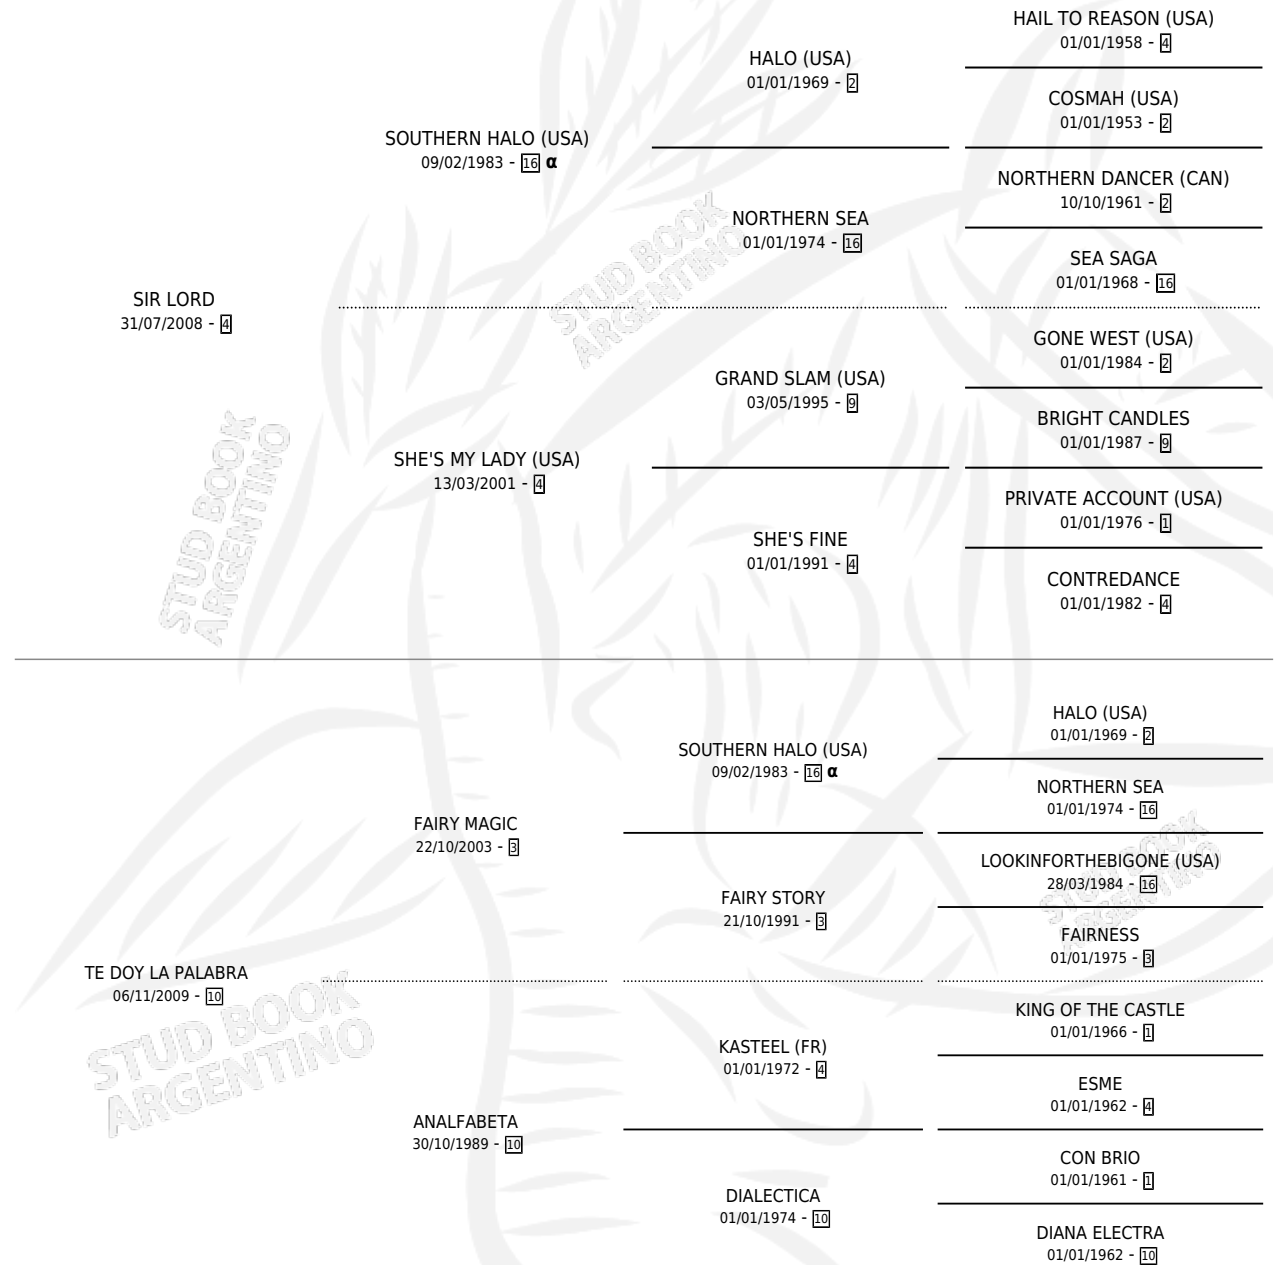 HAIL TO REASON (USA)
01/01/1958 - 4
HALO (USA)
01/01/1969 - 2
COSMAH (USA)
01/01/1953 - 2
SOUTHERN HALO (USA)
09/02/1983 - 16 α
NORTHERN DANCER (CAN)
10/10/1961 - 2
NORTHERN SEA
01/01/1974 - 16
SEA SAGA
01/01/1968 - 16
SIR LORD
31/07/2008 - 4
GONE WEST (USA)
01/01/1984 - 2
GRAND SLAM (USA)
03/05/1995 - 9
BRIGHT CANDLES
01/01/1987 - 9
SHE'S MY LADY (USA)
13/03/2001 - 4
PRIVATE ACCOUNT (USA)
01/01/1976 - 1
SHE'S FINE
01/01/1991 - 4
CONTREDANCE
01/01/1982 - 4
HALO (USA)
01/01/1969 - 2
SOUTHERN HALO (USA)
09/02/1983 - 16 α
NORTHERN SEA
01/01/1974 - 16
FAIRY MAGIC
22/10/2003 - 3
LOOKINFORTHEBIGONE (USA)
28/03/1984 - 16
FAIRY STORY
21/10/1991 - 3
FAIRNESS
01/01/1975 - 3
TE DOY LA PALABRA
06/11/2009 - 10
KING OF THE CASTLE
01/01/1966 - 1
KASTEEL (FR)
01/01/1972 - 4
ESME
01/01/1962 - 4
ANALFABETA
30/10/1989 - 10
CON BRIO
01/01/1961 - 1
DIALECTICA
01/01/1974 - 10
DIANA ELECTRA
01/01/1962 - 10
STUD BOOK
ARGENTINO
STUD BOOK
ARGENTINO
STUD BOOK
ARGENTINO
STUD BOOK
ARGENTINO